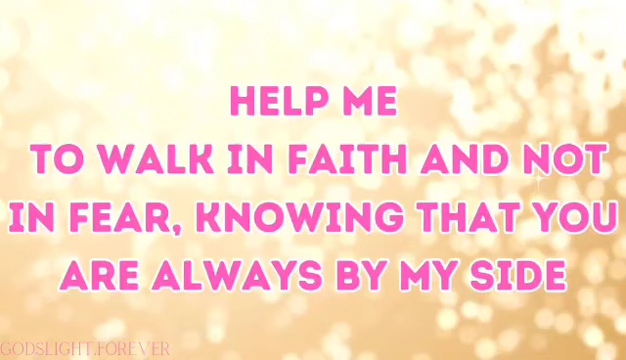 HELP ME
TO WALK IN FAITH AND NOT
IN FEAR, KNOWING THAT YOU
ARE ALWAYS BY MY SIDE
GODSLIGHT.FOREVER